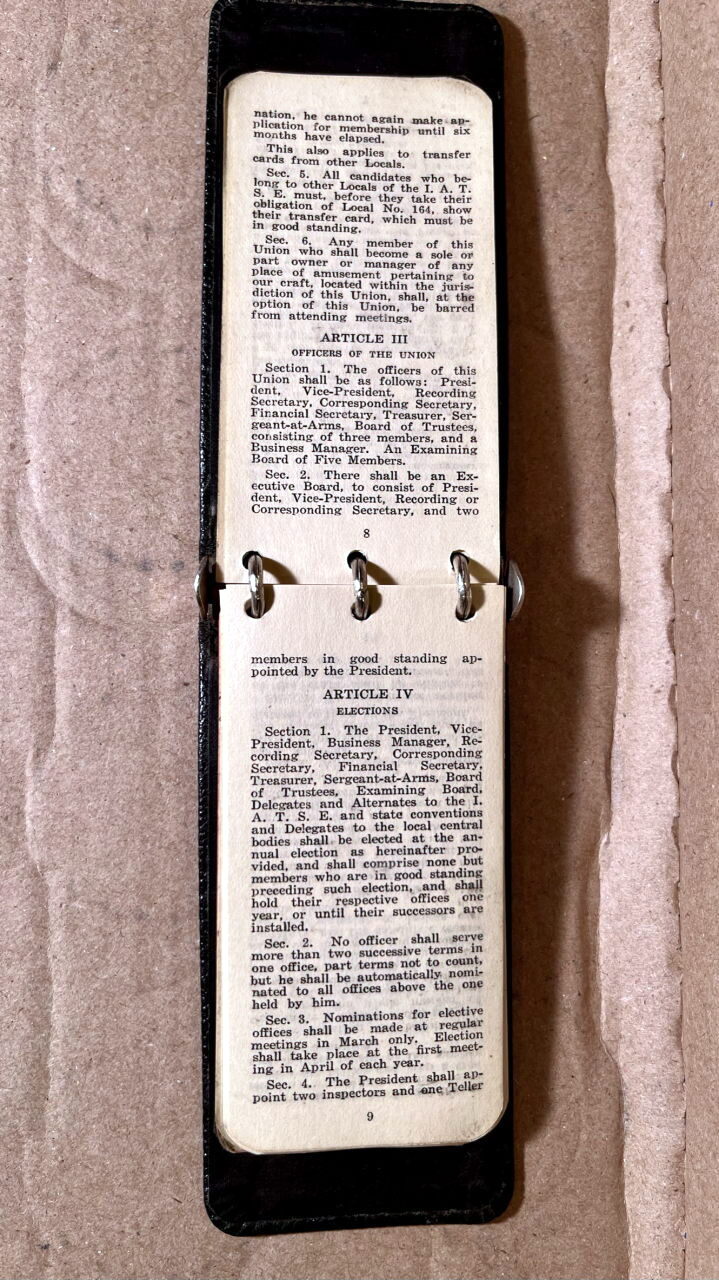 nation, he cannot again make ap-
plication for membership until six
months have elapsed.
This also applies to transfer
cards from other Locals.
Sec. 5. All candidates who be-
long to other Locals of the I. A. T.
S. E. must, before they take their
obligation of Local No. 164, show
their transfer card, which must be
in good standing.
Sec. 6. Any member of this
Union who shall become a sole or
part owner or manager of any
place of amusement pertaining to
our craft, located within the juris-
diction of this Union, shall, at the
option of this Union, be barred
from attending meetings.
ARTICLE III
OFFICERS OF THE UNION
Section 1. The officers of this
Union shall be as follows: Presi-
dent, Vice-President, Recording
Secretary, Corresponding Secretary,
Financial Secretary, Treasurer, Ser-
geant-at-Arms, Board of Trustees,
consisting of three members, and a
Business Manager. An Examining
Board of Five Members.
Sec. 2. There shall be an Ex-
ecutive Board, to consist of Presi-
dent, Vice-President, Recording or
Corresponding Secretary, and two
8
members in good standing ap-
pointed by the President.
ARTICLE IV
ELECTIONS
Section 1. The President, Vice-
President, Business Manager, Re-
cording Secretary, Corresponding
Secretary, Financial Secretary,
Treasurer, Sergeant-at-Arms, Board
of Trustees, Examining Board,
Delegates and Alternates to the I.
A. T. S. E. and state conventions
and Delegates to the local central
bodies shall be elected at the an-
nual election as hereinafter pro-
vided, and shall comprise none but
members who are in good standing
preceding such election, and shall
hold their respective offices one
year, or until their successors are
installed.
Sec. 2. No officer shall serve
more than two successive terms in
one office, part terms not to count,
but he shall be automatically nomi-
nated to all offices above the one
held by him.
Sec. 3. Nominations for elective
offices shall be made at regular
meetings in March only. Election
shall take place at the first meet-
ing in April of each year.
Sec. 4. The President shall ap-
point two inspectors and one Teller
9